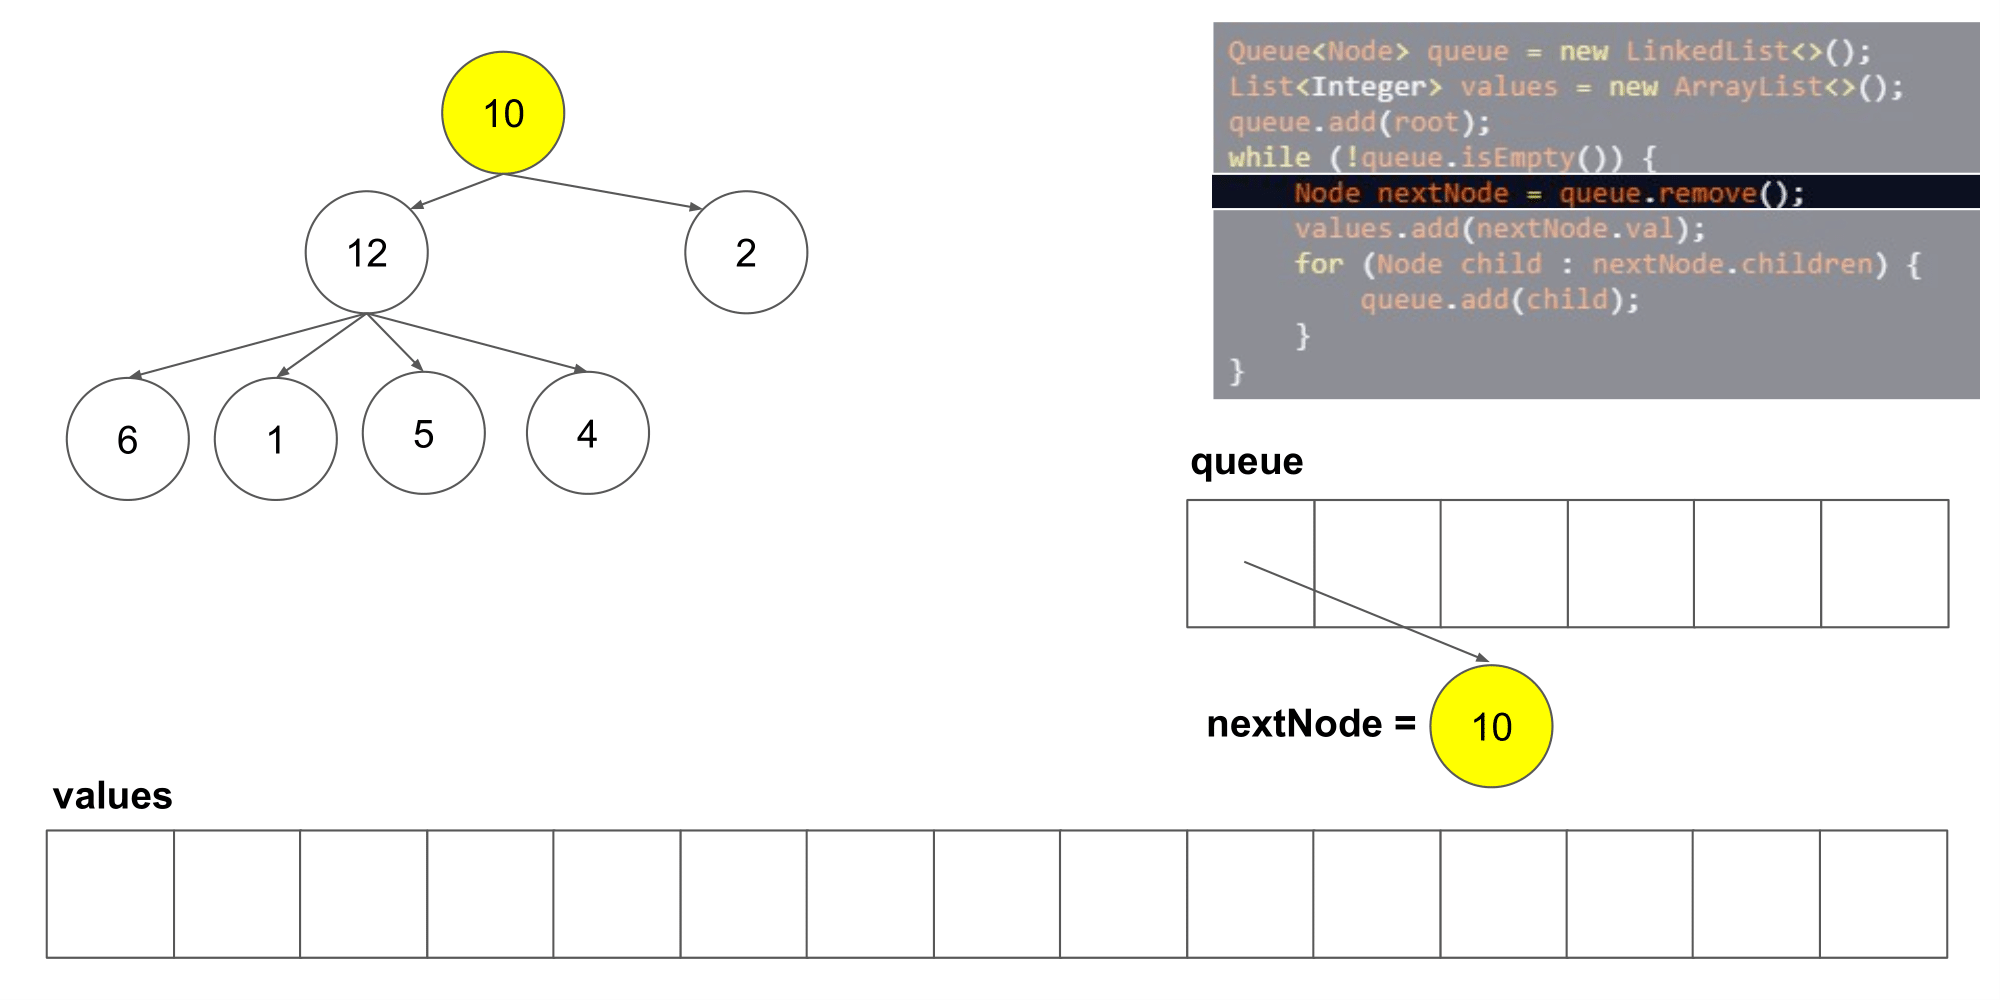 10
12
2
6
1
5
4
Queue<Node> queue = new LinkedList<>();
List<Integer> values = new ArrayList<>();
queue.add(root);
while (!queue.isEmpty()) {
    Node nextNode = queue.remove();
    values.add(nextNode.val);
    for (Node child : nextNode.children) {
        queue.add(child);
    }
}
queue
nextNode = 10
values